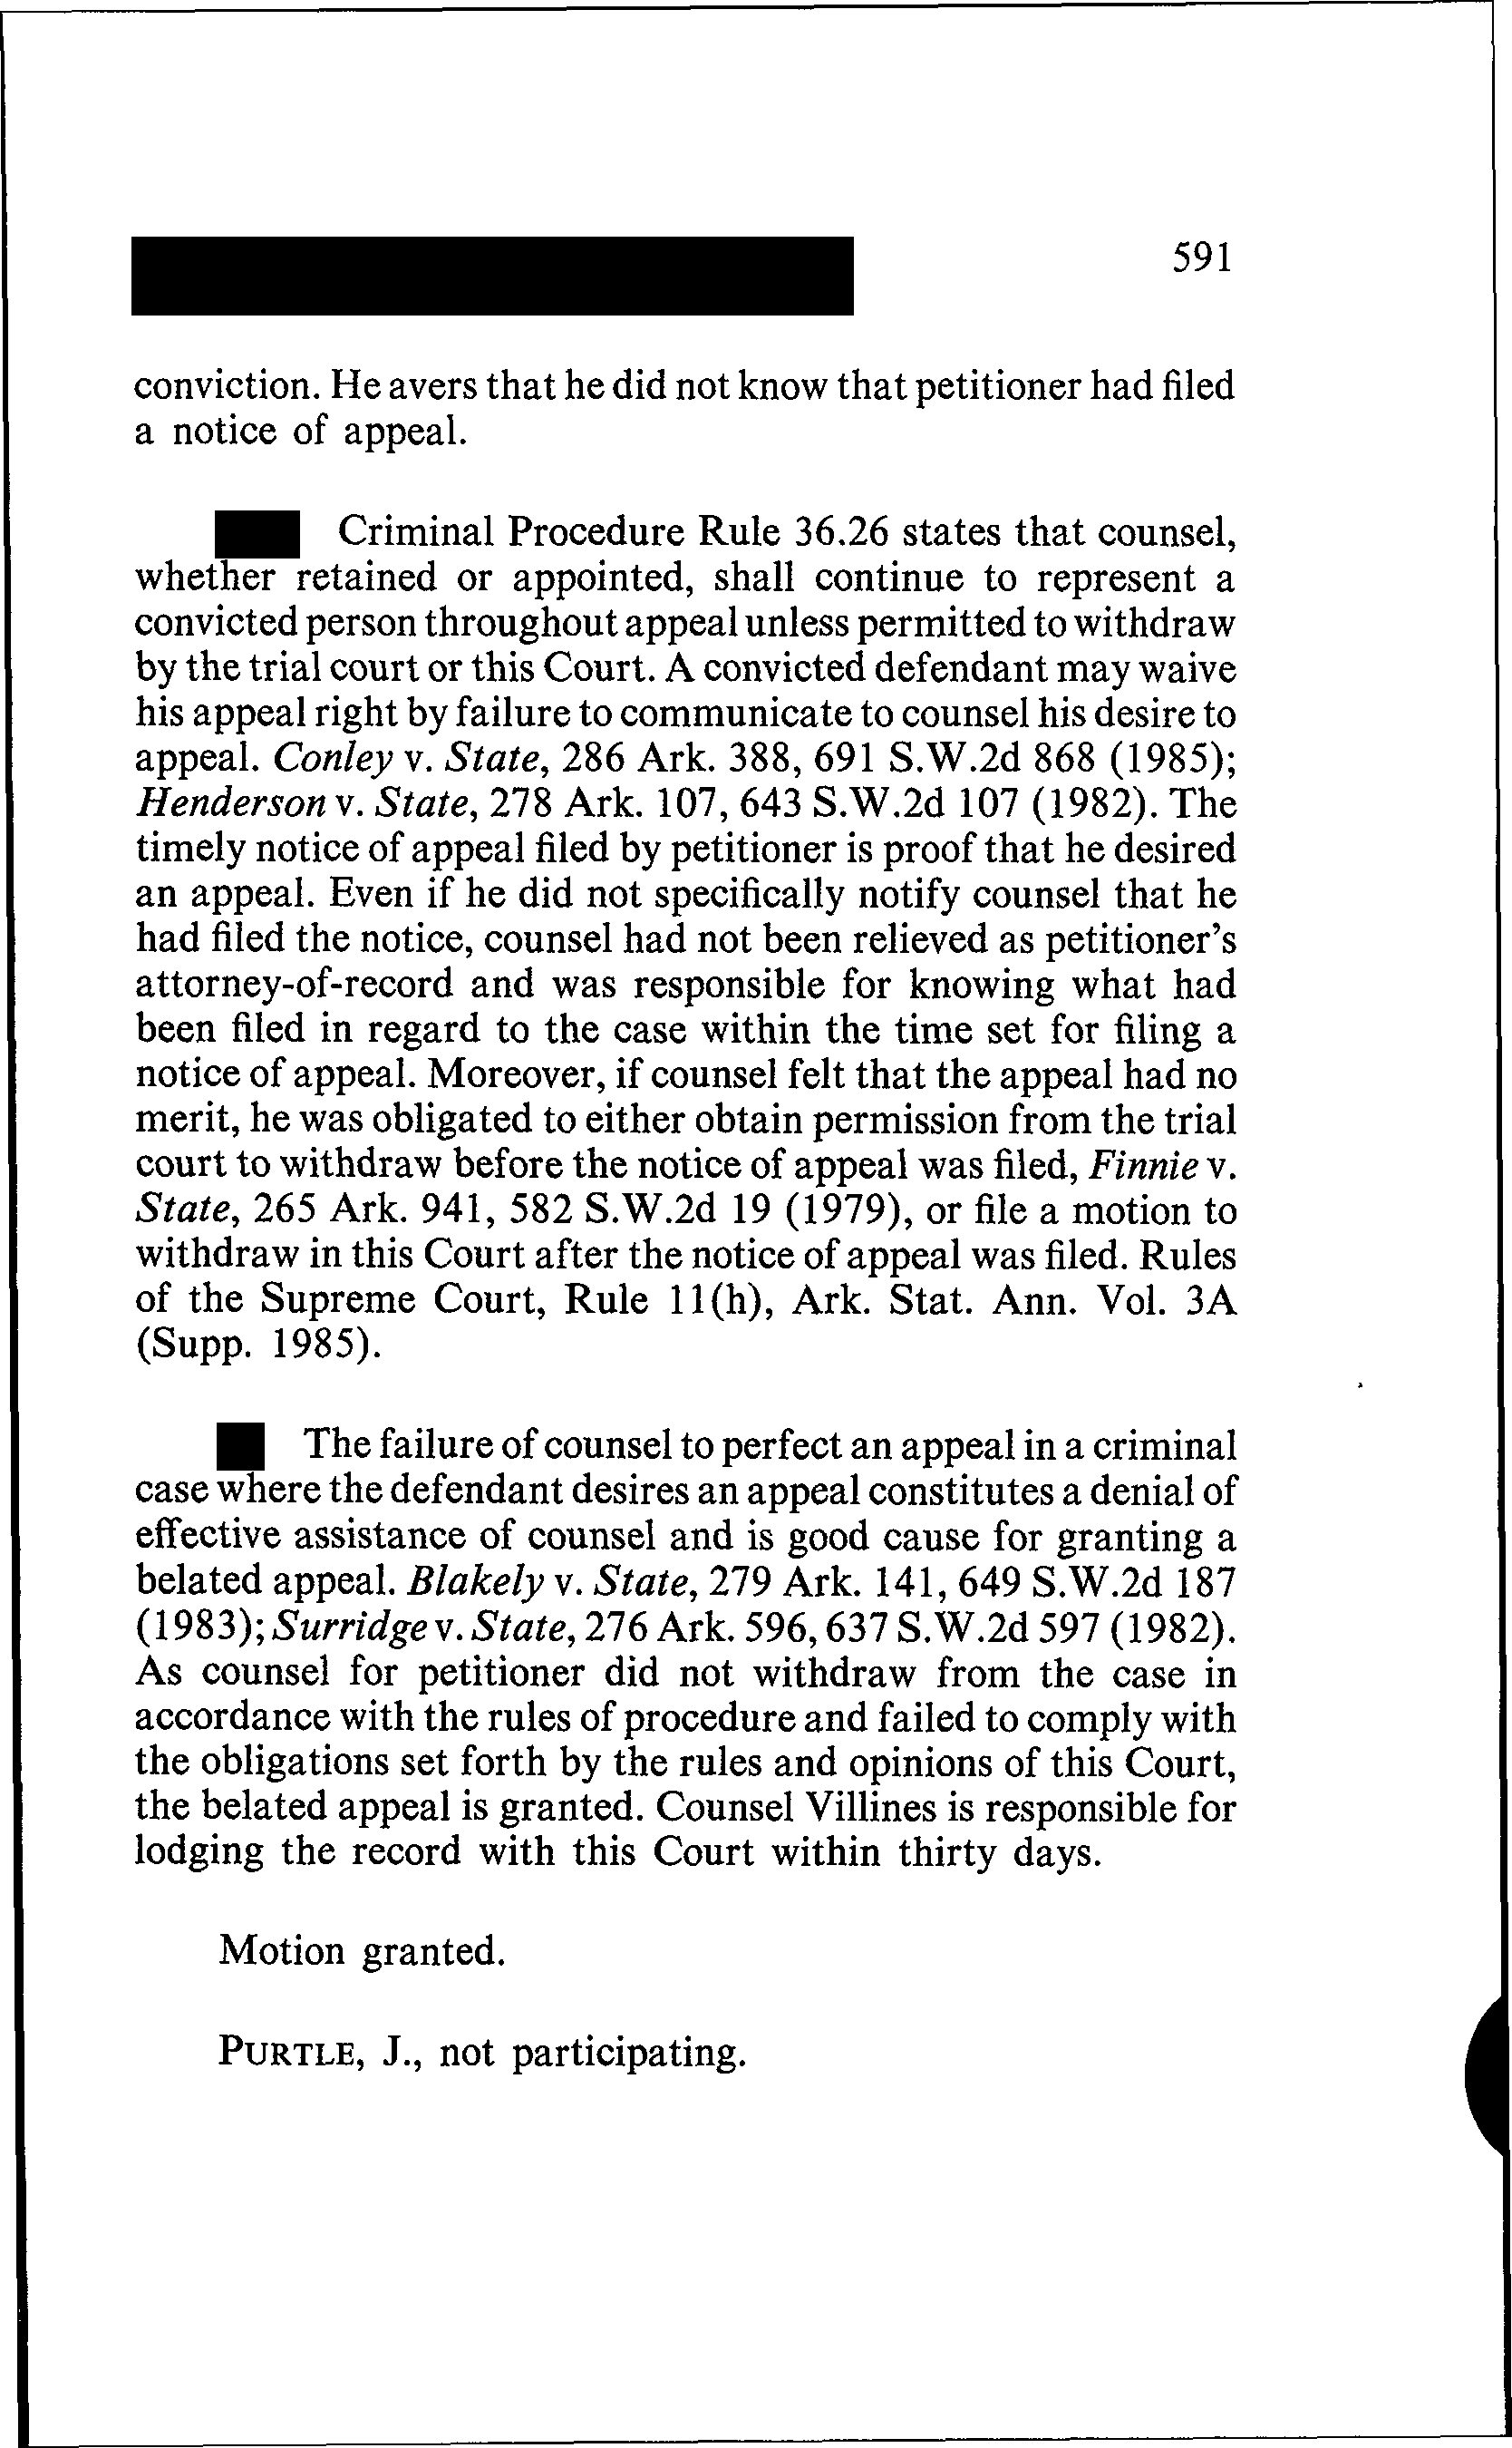 591
conviction. He avers that he did not know that petitioner had filed
a notice of appeal.
Criminal Procedure Rule 36.26 states that counsel,
whether retained or appointed, shall continue to represent a
convicted person throughout appeal unless permitted to withdraw
by the trial court or this Court. A convicted defendant may waive
his appeal right by failure to communicate to counsel his desire to
appeal. Conley v. State, 286 Ark. 388, 691 S.W.2d 868 (1985);
Henderson v. State, 278 Ark. 107, 643 S.W.2d 107 (1982). The
timely notice of appeal filed by petitioner is proof that he desired
an appeal. Even if he did not specifically notify counsel that he
had filed the notice, counsel had not been relieved as petitioner's
attorney-of-record and was responsible for knowing what had
been filed in regard to the case within the time set for filing a
notice of appeal. Moreover, if counsel felt that the appeal had no
merit, he was obligated to either obtain permission from the trial
court to withdraw before the notice of appeal was filed, Finnie v.
State, 265 Ark. 941, 582 S.W.2d 19 (1979), or file a motion to
withdraw in this Court after the notice of appeal was filed. Rules
of the Supreme Court, Rule 11(h), Ark. Stat. Ann. Vol. 3A
(Supp. 1985).
The failure of counsel to perfect an appeal in a criminal
case where the defendant desires an appeal constitutes a denial of
effective assistance of counsel and is good cause for granting a
belated appeal. Blakely v. State, 279 Ark. 141, 649 S.W.2d 187
(1983); Surridge v. State, 276 Ark. 596, 637 S.W.2d 597 (1982).
As counsel for petitioner did not withdraw from the case in
accordance with the rules of procedure and failed to comply with
the obligations set forth by the rules and opinions of this Court,
the belated appeal is granted. Counsel Villines is responsible for
lodging the record with this Court within thirty days.
Motion granted.
PURTLE, J., not participating.